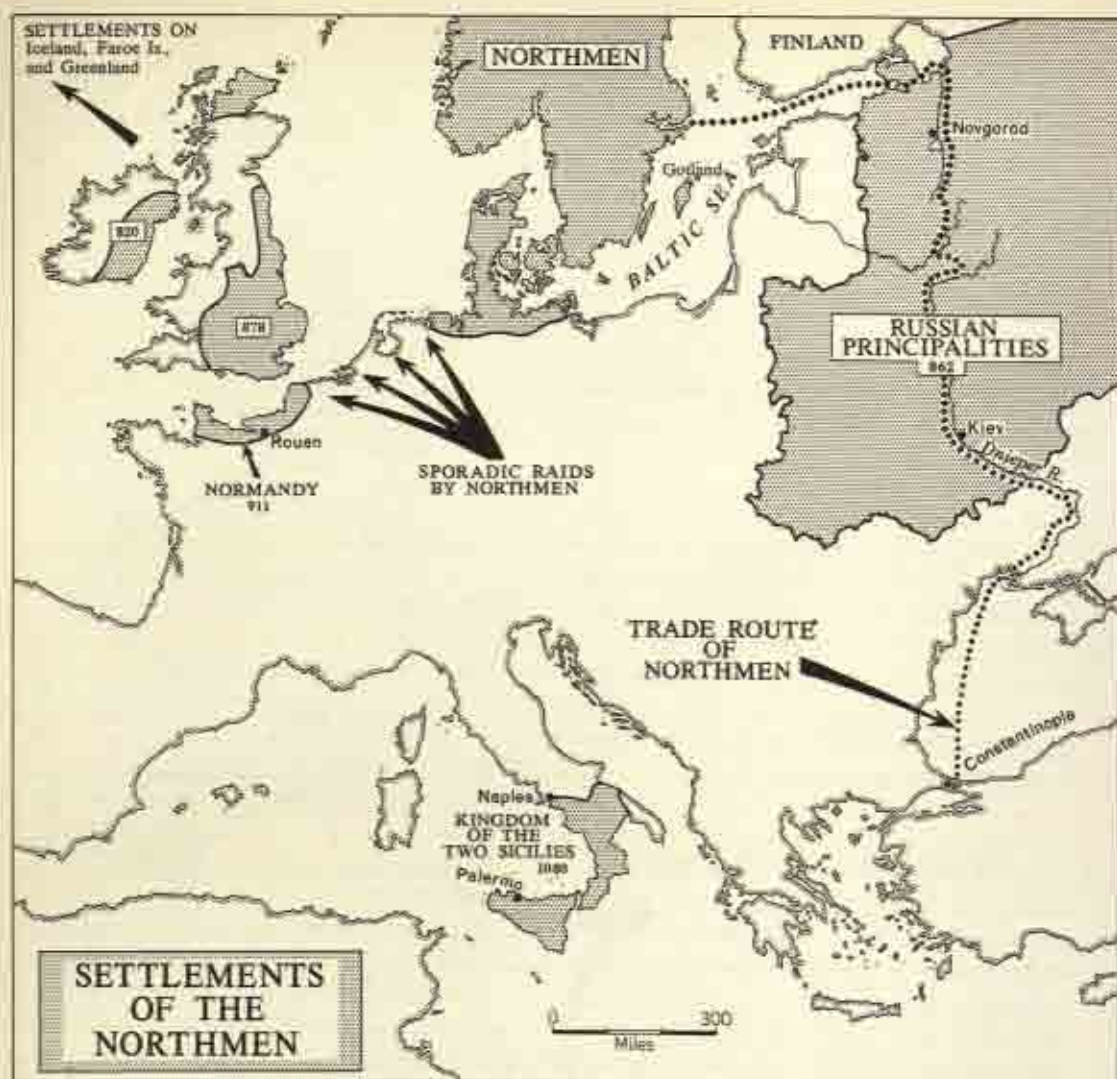 SETTLEMENTS ON
Iceland, Faroe Is.,
and Greenland
NORTHMEN
FINLAND
Novgorod
Gotland
BALTIC SEA
820
878
RUSSIAN
PRINCIPALITIES
862
Kiev
Dnieper R.
Rouen
NORMANDY
911
SPORADIC RAIDS
BY NORTHMEN
TRADE ROUTE
OF
NORTHMEN
Constantinople
Naples
KINGDOM
OF THE
TWO SICILIES
Palermo
SETTLEMENTS
OF THE
NORTHMEN
0 300
Miles